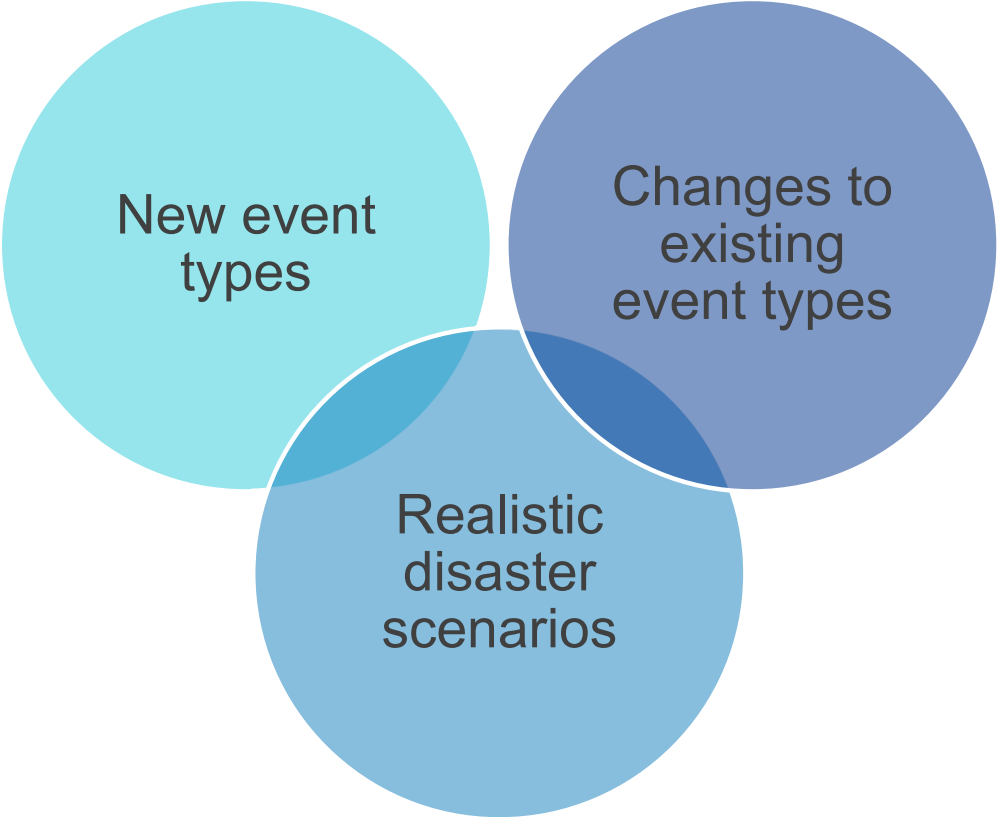 New event
types
Changes to
existing
event types
Realistic
disaster
scenarios